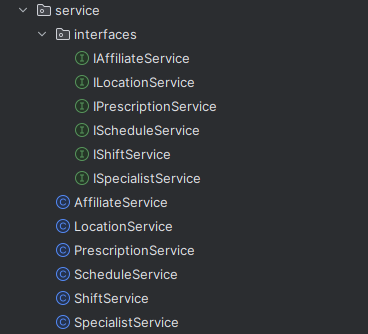 service
interfaces
I IAffiliateService
I ILocationService
I IPrescriptionService
I IScheduleService
I IShiftService
I ISpecialistService
C AffiliateService
C LocationService
C PrescriptionService
C ScheduleService
C ShiftService
C SpecialistService